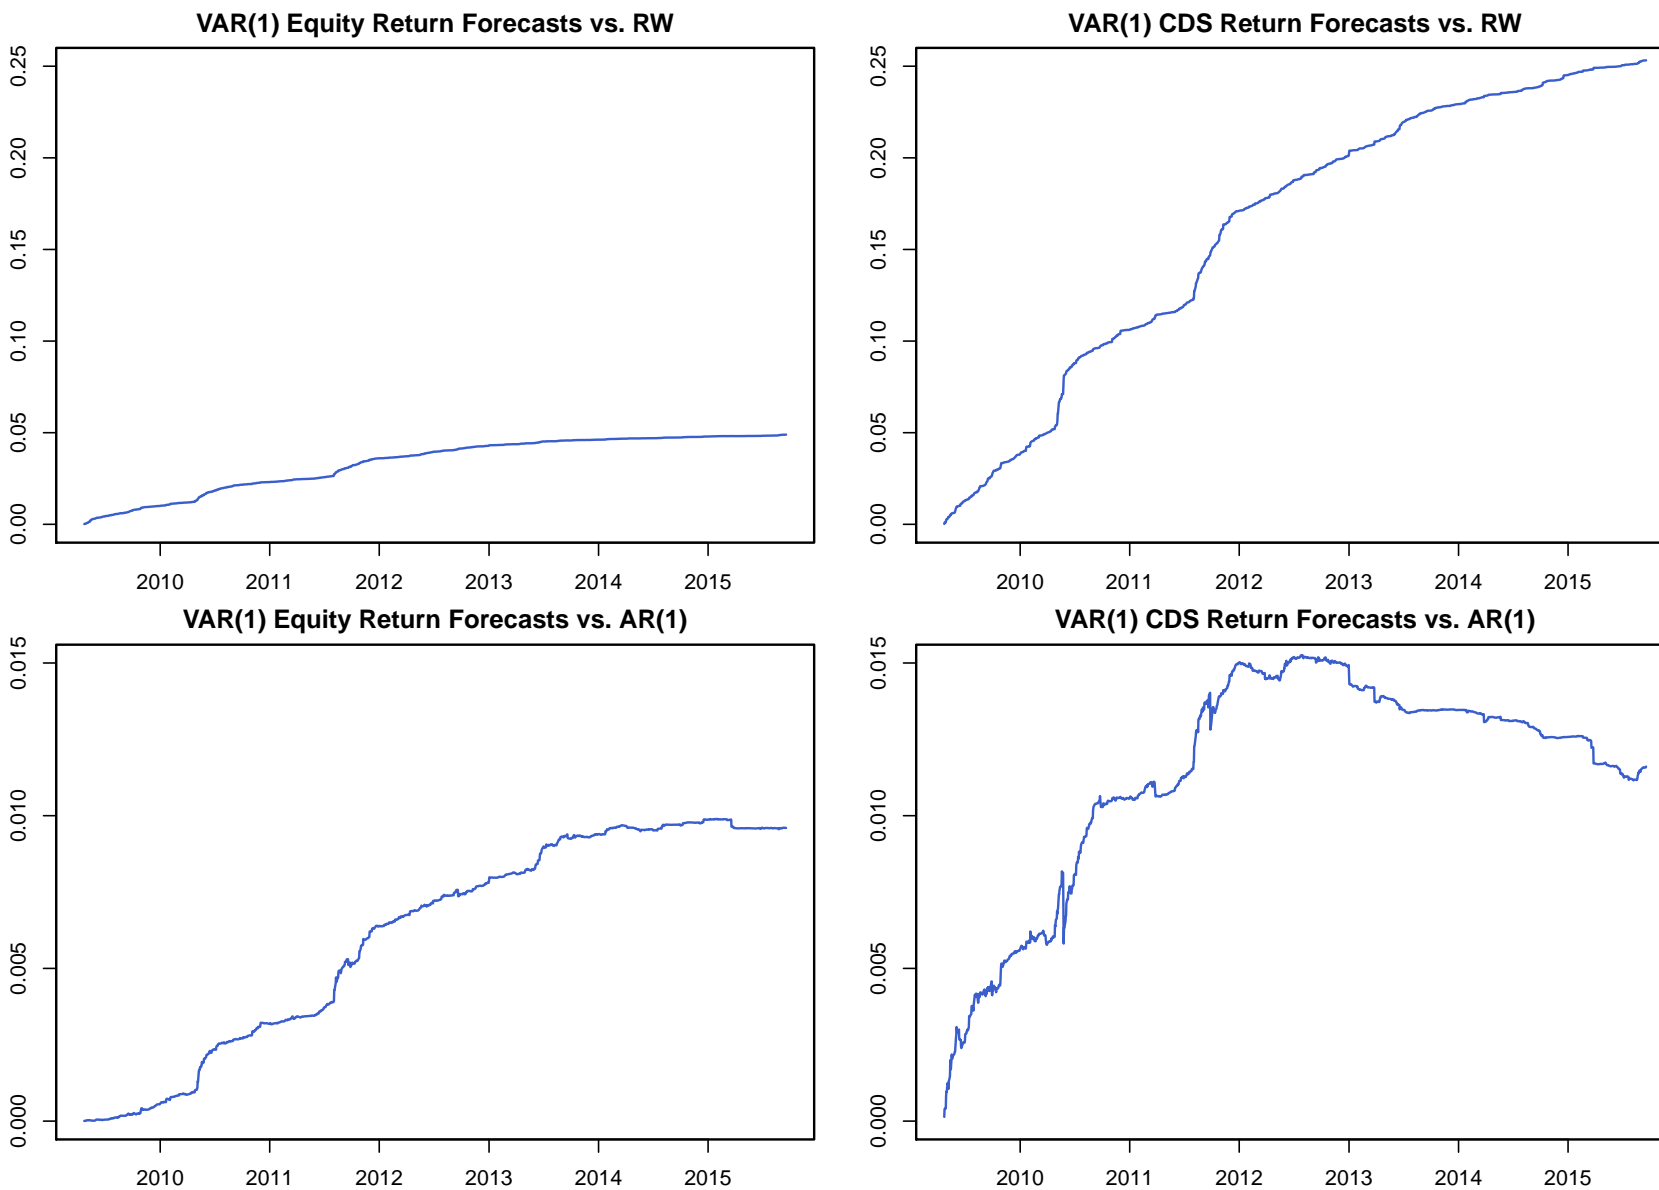 VAR(1) Equity Return Forecasts vs. RW
0.25
0.20
0.15
0.10
0.05
0.00
2010 2011 2012 2013 2014 2015
VAR(1) CDS Return Forecasts vs. RW
0.25
0.20
0.15
0.10
0.05
0.00
2010 2011 2012 2013 2014 2015
VAR(1) Equity Return Forecasts vs. AR(1)
0.015
0.010
0.005
0.000
2010 2011 2012 2013 2014 2015
VAR(1) CDS Return Forecasts vs. AR(1)
0.015
0.010
0.005
0.000
2010 2011 2012 2013 2014 2015